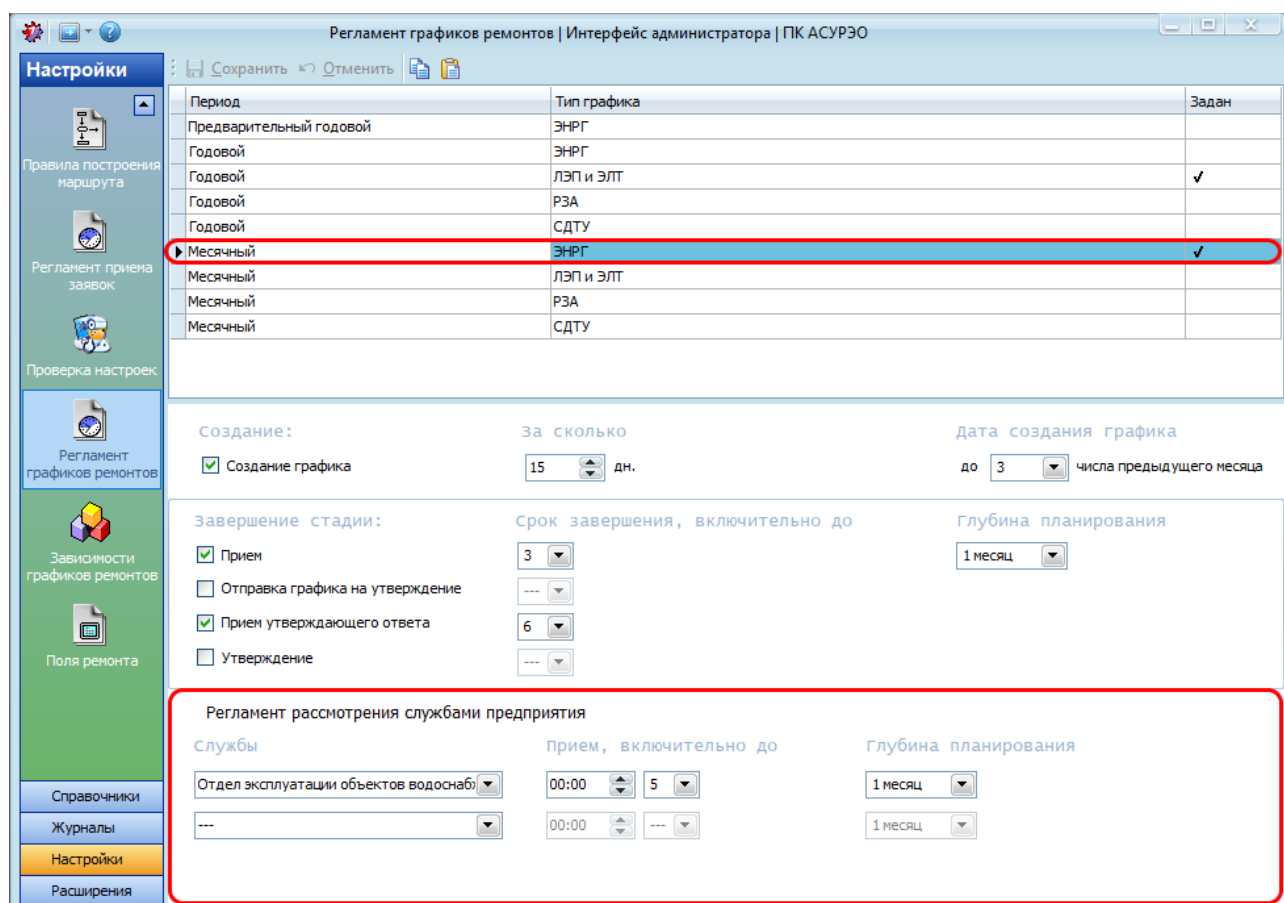 Регламент графиков ремонтов | Интерфейс администратора | ПК АСУРЭО
Настройки
Сохранить Отменить
Правила построения
маршрута
Регламент приема
заявок
Проверка настроек
Регламент
графиков ремонтов
Зависимости
графиков ремонтов
Поля ремонта
Справочники
Журналы
Настройки
Расширения
Период Тип графика Задан
Предварительный годовой ЭНРГ
Годовой ЭНРГ
Годовой ЛЭП и ЭЛТ ✓
Годовой РЗА
Годовой СДТУ
Месячный ЭНРГ ✓
Месячный ЛЭП и ЭЛТ
Месячный РЗА
Месячный СДТУ
Создание: За сколько Дата создания графика
Создание графика 15 дн. до 3 числа предыдущего месяца
Завершение стадии: Срок завершения, включительно до Глубина планирования
Прием 3 1 месяц
Отправка графика на утверждение ---
Прием утверждающего ответа 6
Утверждение ---
Регламент рассмотрения службами предприятия
Службы Прием, включительно до Глубина планирования
Отдел эксплуатации объектов водоснаб 00:00 5 1 месяц
--- 00:00 --- 1 месяц